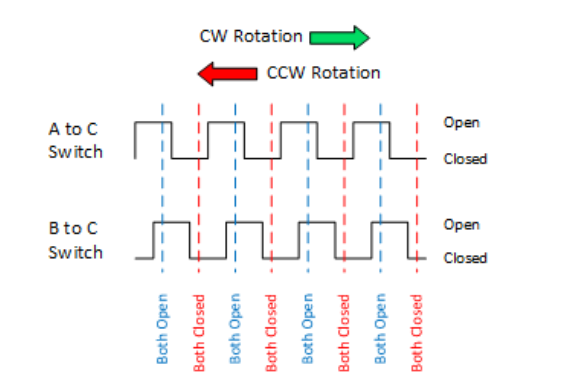 CW Rotation
CCW Rotation
A to C
Switch
Open
Closed
B to C
Switch
Open
Closed
Both Open
Both Closed
Both Open
Both Closed
Both Open
Both Closed
Both Open
Both Closed